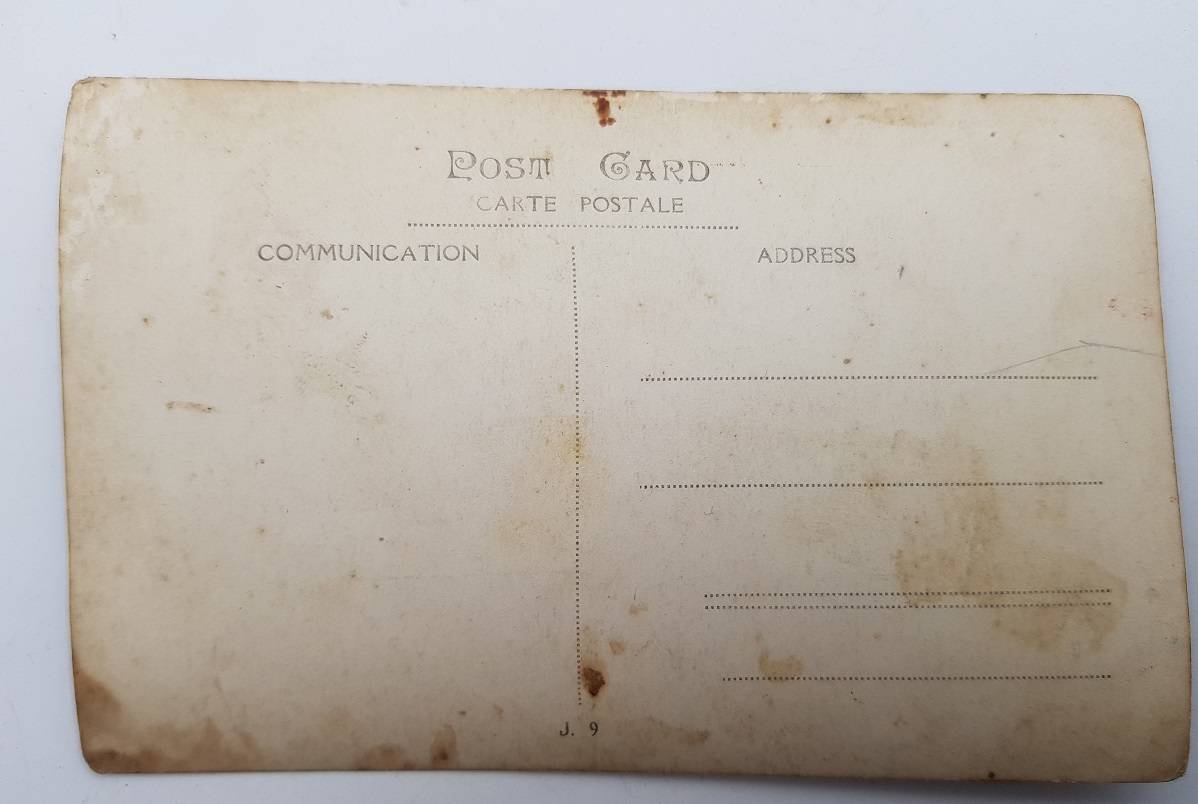 POST CARD
CARTE POSTALE
COMMUNICATION
ADDRESS
J. 9